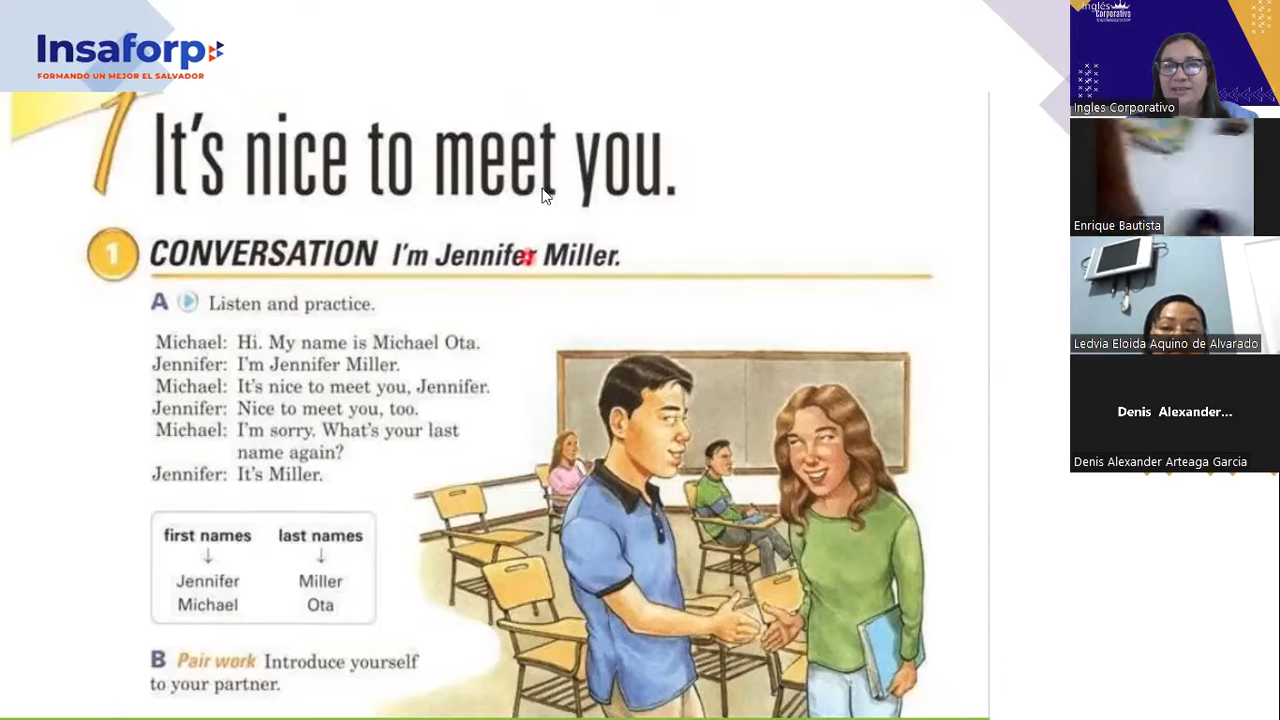 Insaforp
FORMANDO UN MEJOR EL SALVADOR
1
It's nice to meet you.
1 CONVERSATION I'm Jennifer Miller.
A Listen and practice.
Michael: Hi. My name is Michael Ota.
Jennifer: I'm Jennifer Miller.
Michael: It's nice to meet you, Jennifer.
Jennifer: Nice to meet you, too.
Michael: I'm sorry. What's your last
name again?
Jennifer: It's Miller.
first names last names
Jennifer Miller
Michael Ota
B Pair work Introduce yourself
to your partner.
Inglés
Corporativo
Ingles Corporativo
Enrique Bautista
Ledvia Eloida Aquino de Alvarado
Denis Alexander...
Denis Alexander Arteaga Garcia